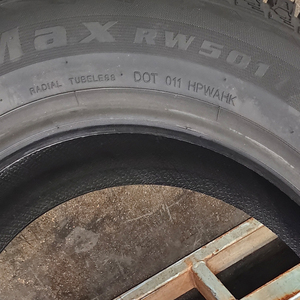 Max RW501
RADIAL TUBELESS DOT 011 HPWAHK